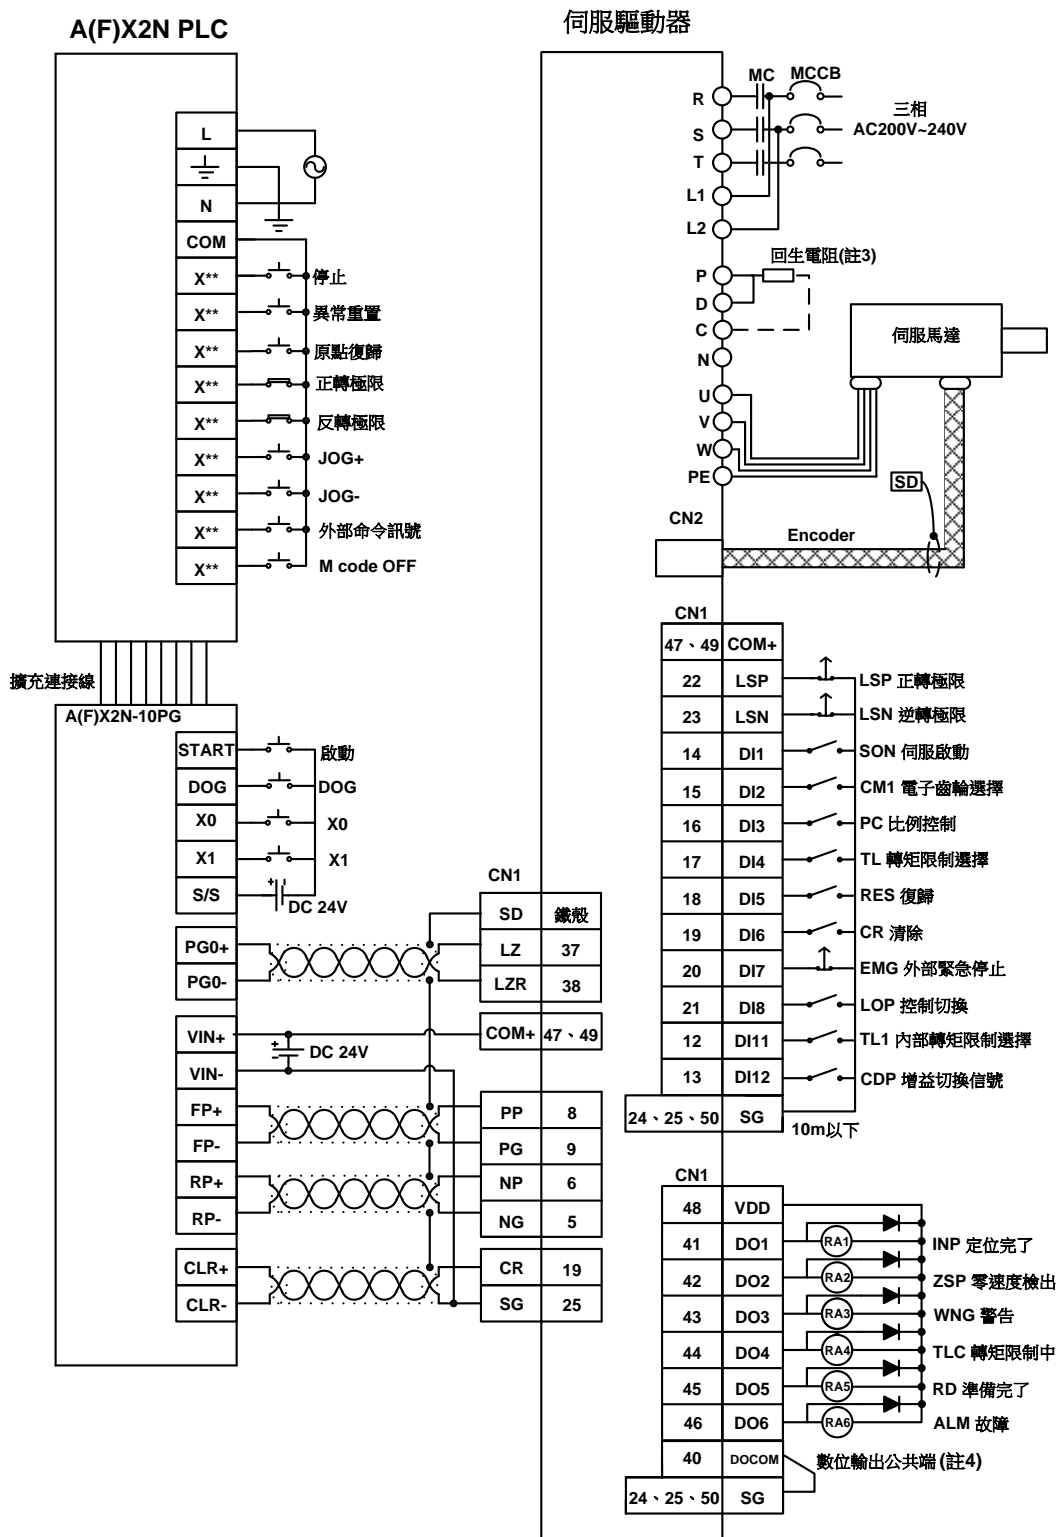 A(F)X2N PLC
L
N
COM
X** 停止
X** 異常重置
X** 原點復歸
X** 正轉極限
X** 反轉極限
X** JOG+
X** JOG-
X** 外部命令訊號
X** M code OFF
擴充連接線
A(F)X2N-10PG
START 啟動
DOG DOG
X0 X0
X1 X1
S/S + - DC 24V
PG0+
PG0-
VIN+
+ - DC 24V
VIN-
FP+
FP-
RP+
RP-
CLR+
CLR-
CN1
SD 鐵殼
LZ 37
LZR 38
COM+ 47、49
PP 8
PG 9
NP 6
NG 5
CR 19
SG 25
伺服驅動器
MC MCCB
R
S
T
三相
AC200V~240V
L1
L2
P 回生電阻(註3)
D
C
N
U
V
W
PE
伺服馬達
SD
CN2
Encoder
CN1
47、49 COM+
22 LSP LSP 正轉極限
23 LSN LSN 逆轉極限
14 DI1 SON 伺服啟動
15 DI2 CM1 電子齒輪選擇
16 DI3 PC 比例控制
17 DI4 TL 轉矩限制選擇
18 DI5 RES 復歸
19 DI6 CR 清除
20 DI7 EMG 外部緊急停止
21 DI8 LOP 控制切換
12 DI11 TL1 內部轉矩限制選擇
13 DI12 CDP 增益切換信號
24、25、50 SG 10m以下
CN1
48 VDD
41 DO1 RA1 INP 定位完了
42 DO2 RA2 ZSP 零速度檢出
43 DO3 RA3 WNG 警告
44 DO4 RA4 TLC 轉矩限制中
45 DO5 RA5 RD 準備完了
46 DO6 RA6 ALM 故障
40 DOCOM 數位輸出公共端 (註4)
24、25、50 SG